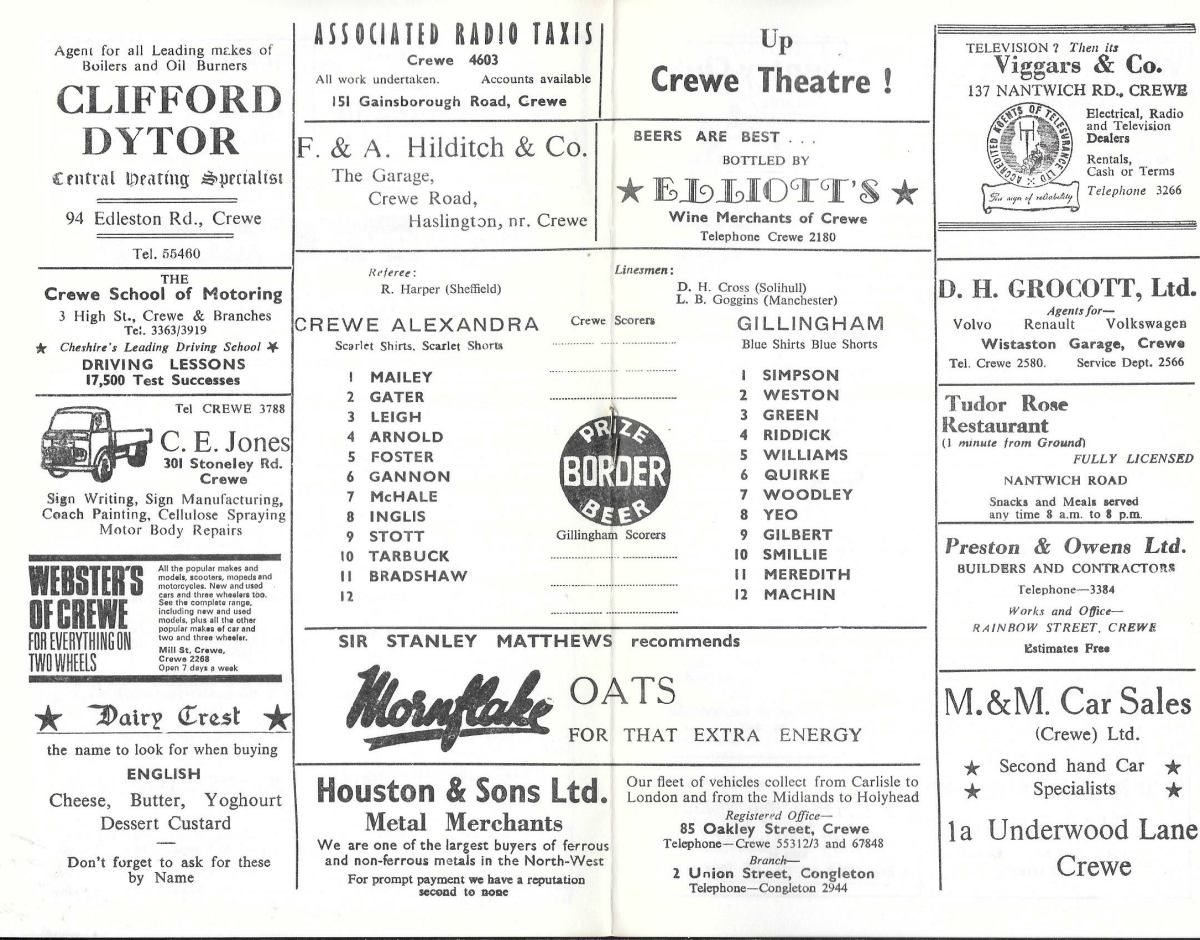 Agent for all Leading makes of
Boilers and Oil Burners
CLIFFORD
DYTOR
Central Heating Specialist
94 Edleston Rd., Crewe
Tel. 55460
THE
Crewe School of Motoring
3 High St., Crewe & Branches
Tel. 3363/3919
★ Cheshire's Leading Driving School ★
DRIVING LESSONS
17,500 Test Successes
Tel CREWE 3788
C. E. Jones
301 Stoneley Rd.
Crewe
Sign Writing, Sign Manufacturing,
Coach Painting, Cellulose Spraying
Motor Body Repairs
WEBSTER'S
OF CREWE
FOR EVERYTHING ON
TWO WHEELS
All the popular makes and
models, scooters, mopeds and
motorcycles. New and used
cars and three wheelers too.
See the complete range,
including new and used
models, plus all the other
popular makes of car and
two and three wheeler.
Mill St, Crewe,
Crewe 2268
Open 7 days a week
★ Dairy Crest ★
the name to look for when buying
ENGLISH
Cheese, Butter, Yoghourt
Dessert Custard
Don't forget to ask for these
by Name
ASSOCIATED RADIO TAXIS
Crewe 4603
All work undertaken. Accounts available
151 Gainsborough Road, Crewe
F. & A. Hilditch & Co.
The Garage,
Crewe Road,
Haslington, nr. Crewe
Up
Crewe Theatre !
BEERS ARE BEST . . .
BOTTLED BY
★ ELLIOTT'S ★
Wine Merchants of Crewe
Telephone Crewe 2180
Referee :
R. Harper (Sheffield)
Linesmen :
D. H. Cross (Solihull)
L. B. Goggins (Manchester)
CREWE ALEXANDRA
Scarlet Shirts, Scarlet Shorts
1 MAILEY
2 GATER
3 LEIGH
4 ARNOLD
5 FOSTER
6 GANNON
7 McHALE
8 INGLIS
9 STOTT
10 TARBUCK
11 BRADSHAW
12
Crewe Scorers
PRIZE
BORDER
BEER
Gillingham Scorers
GILLINGHAM
Blue Shirts Blue Shorts
1 SIMPSON
2 WESTON
3 GREEN
4 RIDDICK
5 WILLIAMS
6 QUIRKE
7 WOODLEY
8 YEO
9 GILBERT
10 SMILLIE
11 MEREDITH
12 MACHIN
SIR STANLEY MATTHEWS recommends
Mornflake OATS
FOR THAT EXTRA ENERGY
Houston & Sons Ltd.
Metal Merchants
We are one of the largest buyers of ferrous
and non-ferrous metals in the North-West
For prompt payment we have a reputation
second to none
Our fleet of vehicles collect from Carlisle to
London and from the Midlands to Holyhead
Registered Office—
85 Oakley Street, Crewe
Telephone—Crewe 55312/3 and 67848
Branch—
2 Union Street, Congleton
Telephone—Congleton 2944
TELEVISION ? Then its
Viggars & Co.
137 NANTWICH RD., CREWE
ACCREDITED AGENTS OF TELESURANCE LTD
The sign of reliability
Electrical, Radio
and Television
Dealers
Rentals,
Cash or Terms
Telephone 3266
D. H. GROCOTT, Ltd.
Agents for—
Volvo Renault Volkswagen
Wistaston Garage, Crewe
Tel. Crewe 2580. Service Dept. 2566
Tudor Rose
Restaurant
(1 minute from Ground)
FULLY LICENSED
NANTWICH ROAD
Snacks and Meals served
any time 8 a.m. to 8 p.m.
Preston & Owens Ltd.
BUILDERS AND CONTRACTORS
Telephone—3384
Works and Office—
RAINBOW STREET, CREWE
Estimates Free
M. & M. Car Sales
(Crewe) Ltd.
★ Second hand Car ★
★ Specialists ★
1a Underwood Lane
Crewe